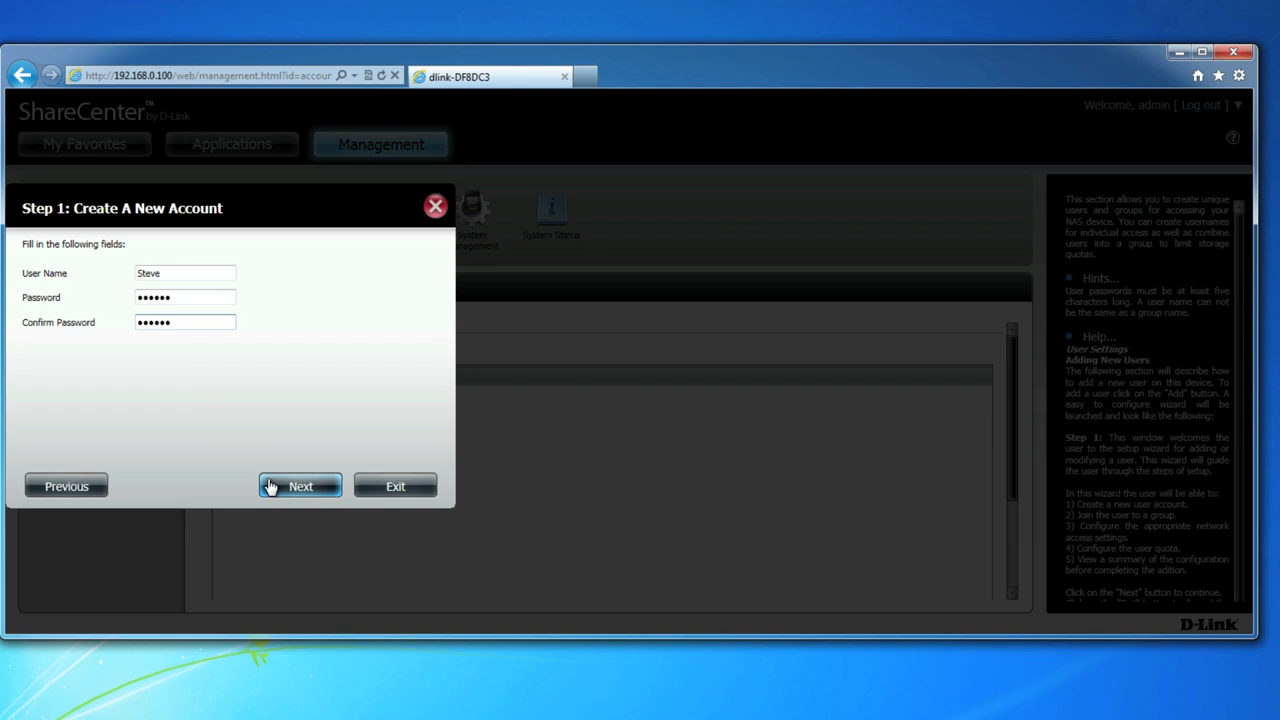 http://192.168.0.100/web/management.html?id=accour
dlink-DF8DC3
ShareCenter™ by D-Link
Welcome, admin [ Log out ] ▼
My Favorites
Applications
Management
?
Step 1: Create A New Account
Fill in the following fields:
User Name
Steve
Password
••••••
Confirm Password
••••••
Previous
Next
Exit
System
System Status
This section allows you to create unique
users and groups for accessing your
NAS device. You can create usernames
for individual access as well as combine
users into a group to limit storage
quotas.
Hints...
User passwords must be at least five
characters long. A user name can not
be the same as a group name.
Help...
User Settings
Adding New Users
The following section will describe how
to add a new user on this device. To
add a user click on the "Add" button. A
easy to configure wizard will be
launched and look like the following:
Step 1: This window welcomes the
user to the setup wizard for adding or
modifying a user. This wizard will guide
the user through the steps of setup.
In this wizard the user will be able to:
1) Create a new user account.
2) Join the user to a group.
3) Configure the appropriate network
access settings.
4) Configure the user quota.
5) View a summary of the configuration
before completing the adition.
Click on the "Next" button to continue.
D-Link